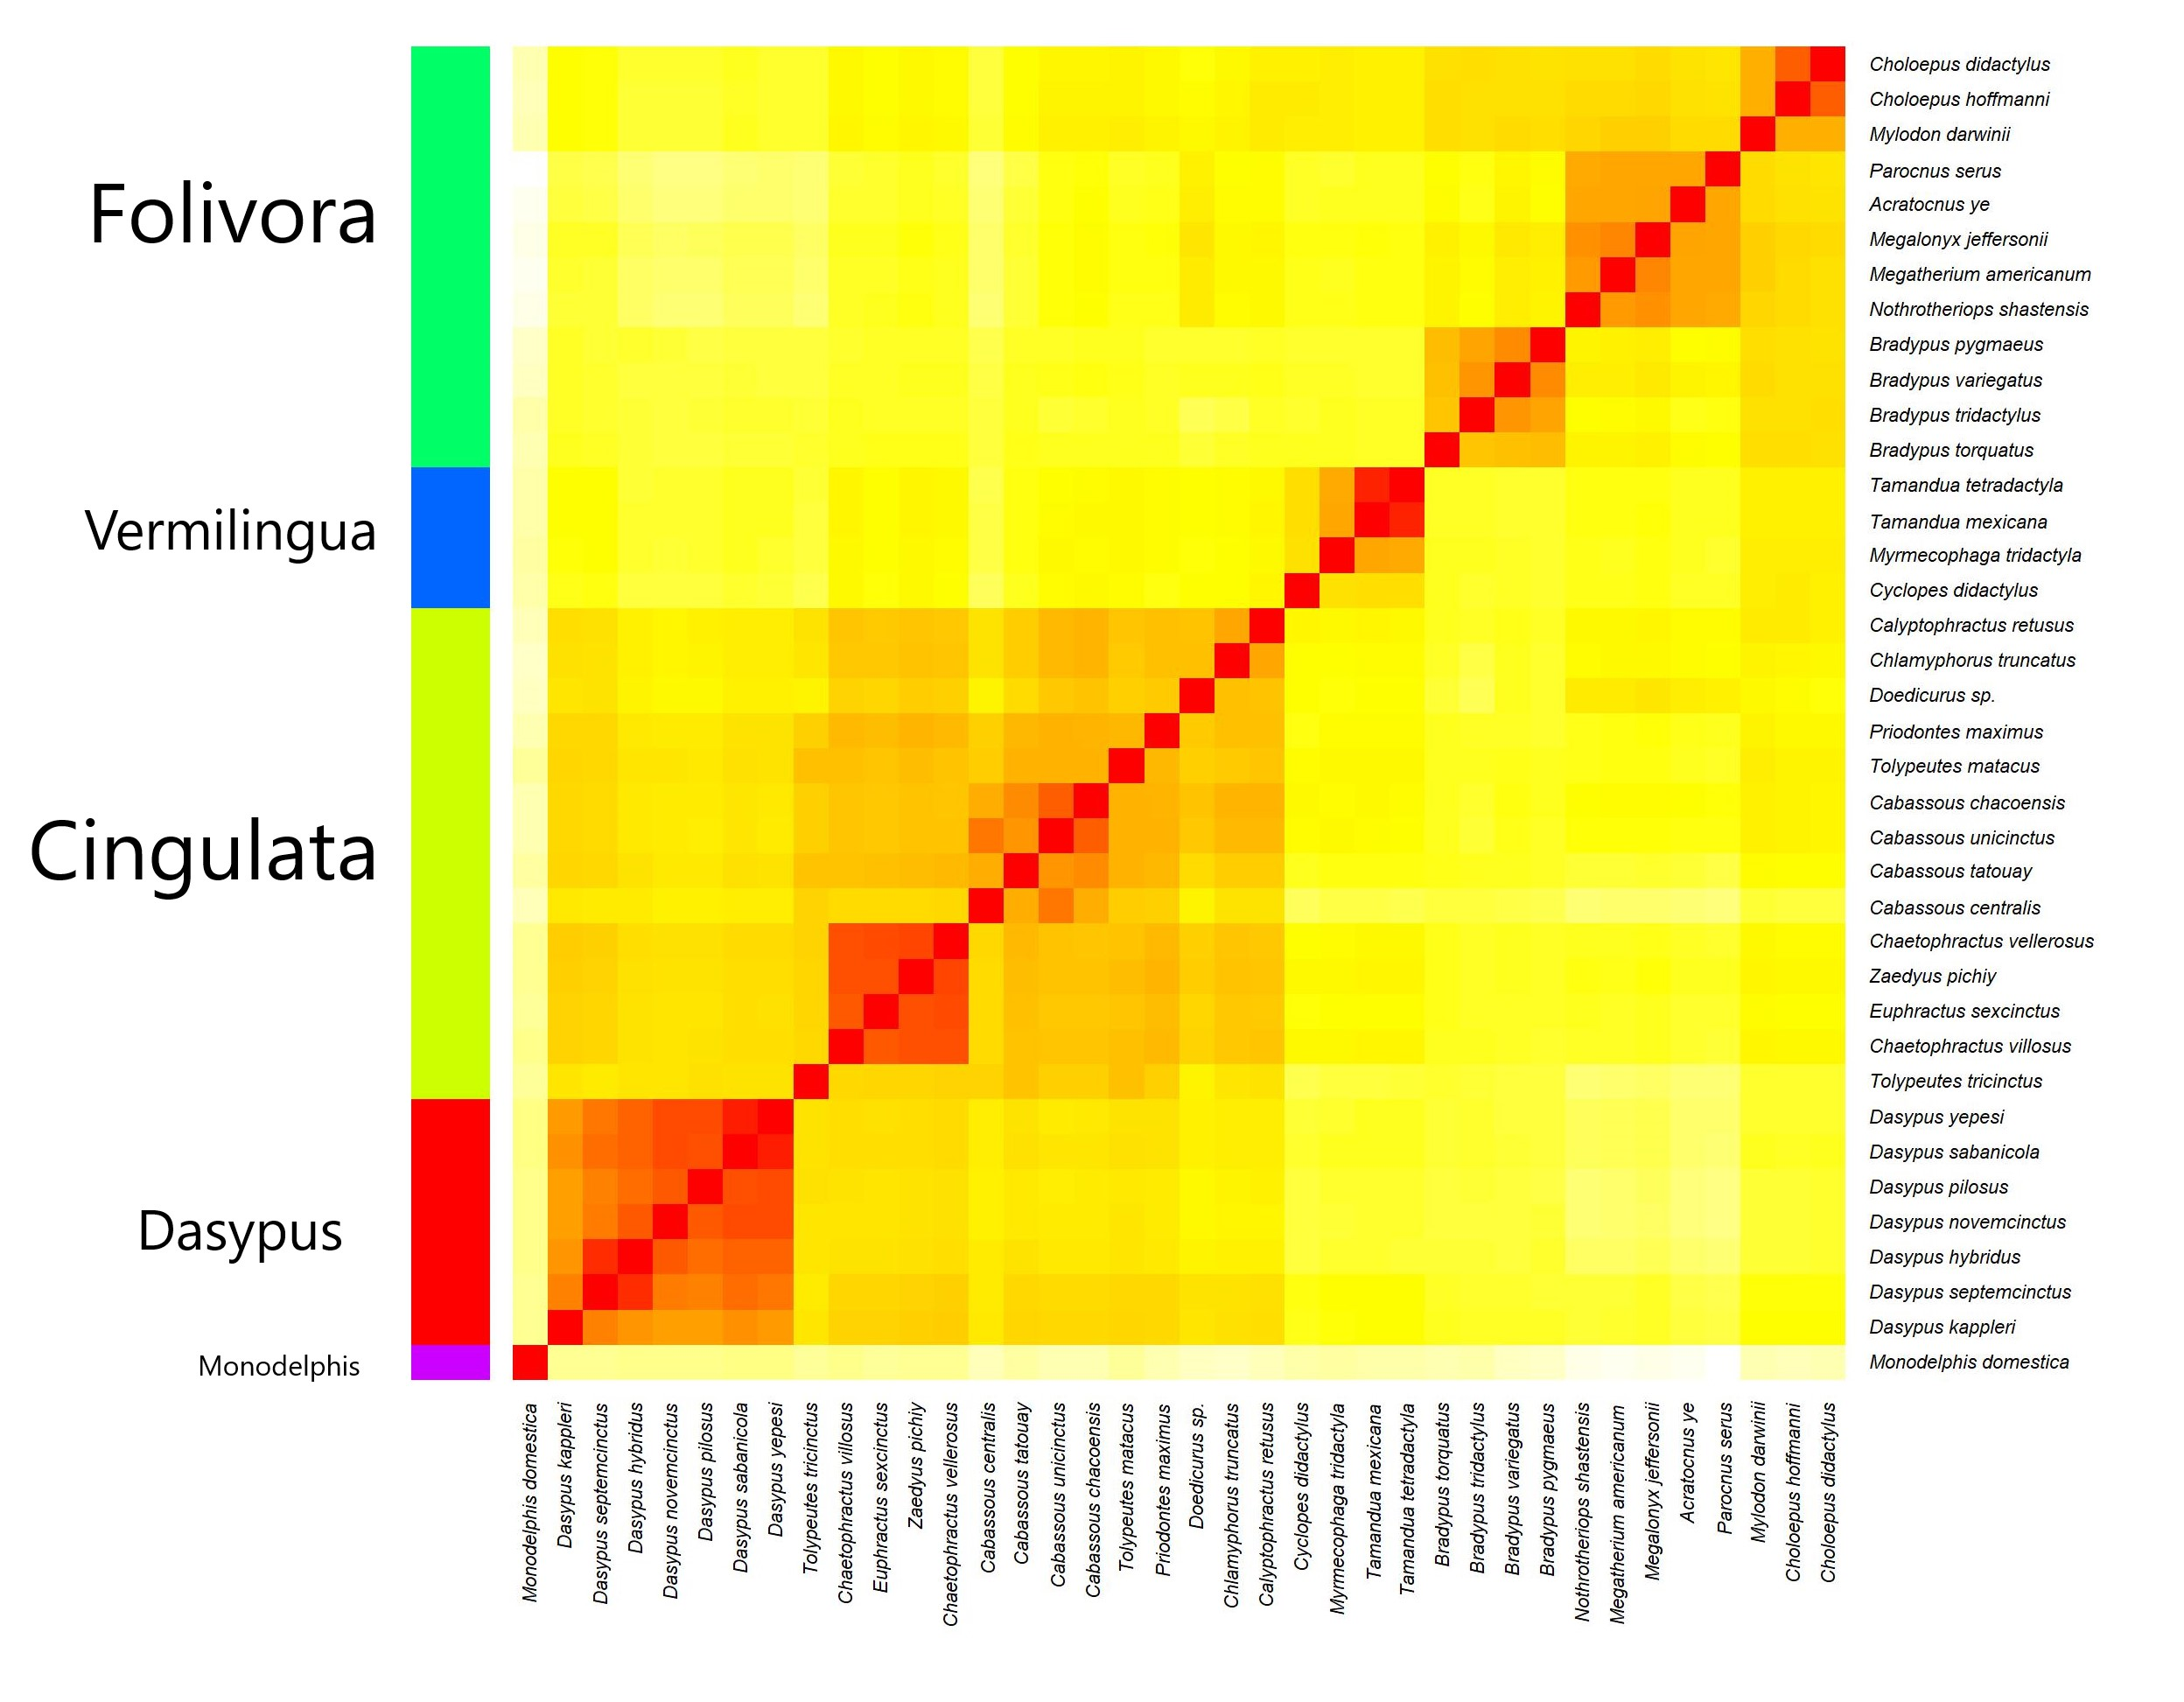 Folivora
Vermilingua
Cingulata
Dasypus
Monodelphis
Choloepus didactylus
Choloepus hoffmanni
Mylodon darwinii
Parocnus serus
Acratocnus ye
Megalonyx jeffersonii
Megatherium americanum
Nothrotheriops shastensis
Bradypus pygmaeus
Bradypus variegatus
Bradypus tridactylus
Bradypus torquatus
Tamandua tetradactyla
Tamandua mexicana
Myrmecophaga tridactyla
Cyclopes didactylus
Calyptophractus retusus
Chlamyphorus truncatus
Doedicurus sp.
Priodontes maximus
Tolypeutes matacus
Cabassous chacoensis
Cabassous unicinctus
Cabassous tatouay
Cabassous centralis
Chaetophractus vellerosus
Zaedyus pichiy
Euphractus sexcinctus
Chaetophractus villosus
Tolypeutes tricinctus
Dasypus yepesi
Dasypus sabanicola
Dasypus pilosus
Dasypus novemcinctus
Dasypus hybridus
Dasypus septemcinctus
Dasypus kappleri
Monodelphis domestica
Monodelphis domestica
Dasypus kappleri
Dasypus septemcinctus
Dasypus hybridus
Dasypus novemcinctus
Dasypus pilosus
Dasypus sabanicola
Dasypus yepesi
Tolypeutes tricinctus
Chaetophractus villosus
Euphractus sexcinctus
Zaedyus pichiy
Chaetophractus vellerosus
Cabassous centralis
Cabassous tatouay
Cabassous unicinctus
Cabassous chacoensis
Tolypeutes matacus
Priodontes maximus
Doedicurus sp.
Chlamyphorus truncatus
Calyptophractus retusus
Cyclopes didactylus
Myrmecophaga tridactyla
Tamandua mexicana
Tamandua tetradactyla
Bradypus torquatus
Bradypus tridactylus
Bradypus variegatus
Bradypus pygmaeus
Nothrotheriops shastensis
Megatherium americanum
Megalonyx jeffersonii
Acratocnus ye
Parocnus serus
Mylodon darwinii
Choloepus hoffmanni
Choloepus didactylus